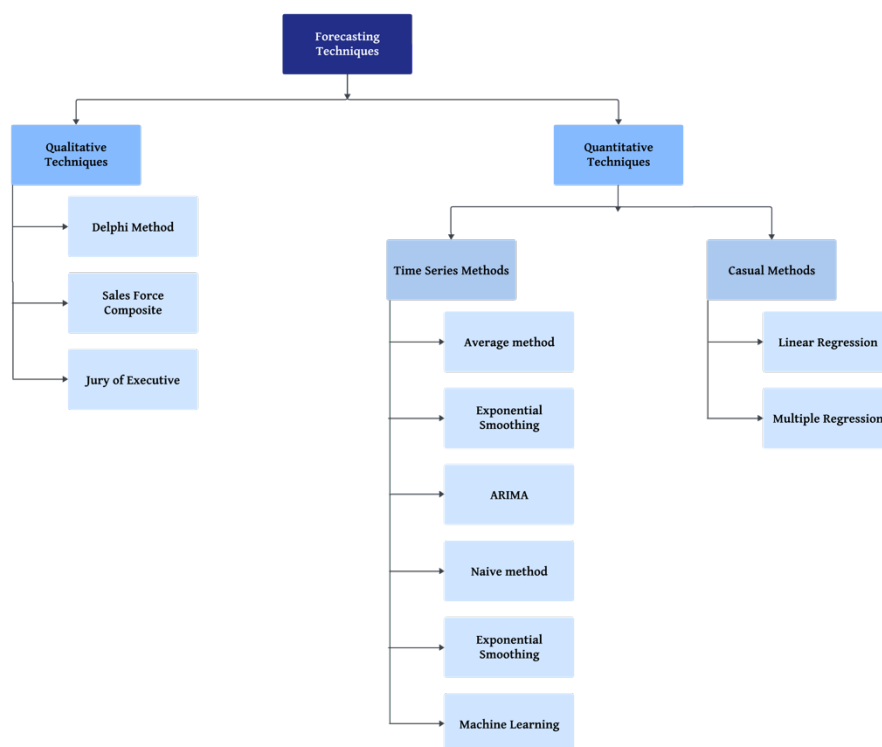 Forecasting
Techniques
Qualitative
Techniques
Quantitative
Techniques
Delphi Method
Sales Force
Composite
Jury of Executive
Time Series Methods
Casual Methods
Average method
Exponential
Smoothing
ARIMA
Naive method
Exponential
Smoothing
Machine Learning
Linear Regression
Multiple Regression